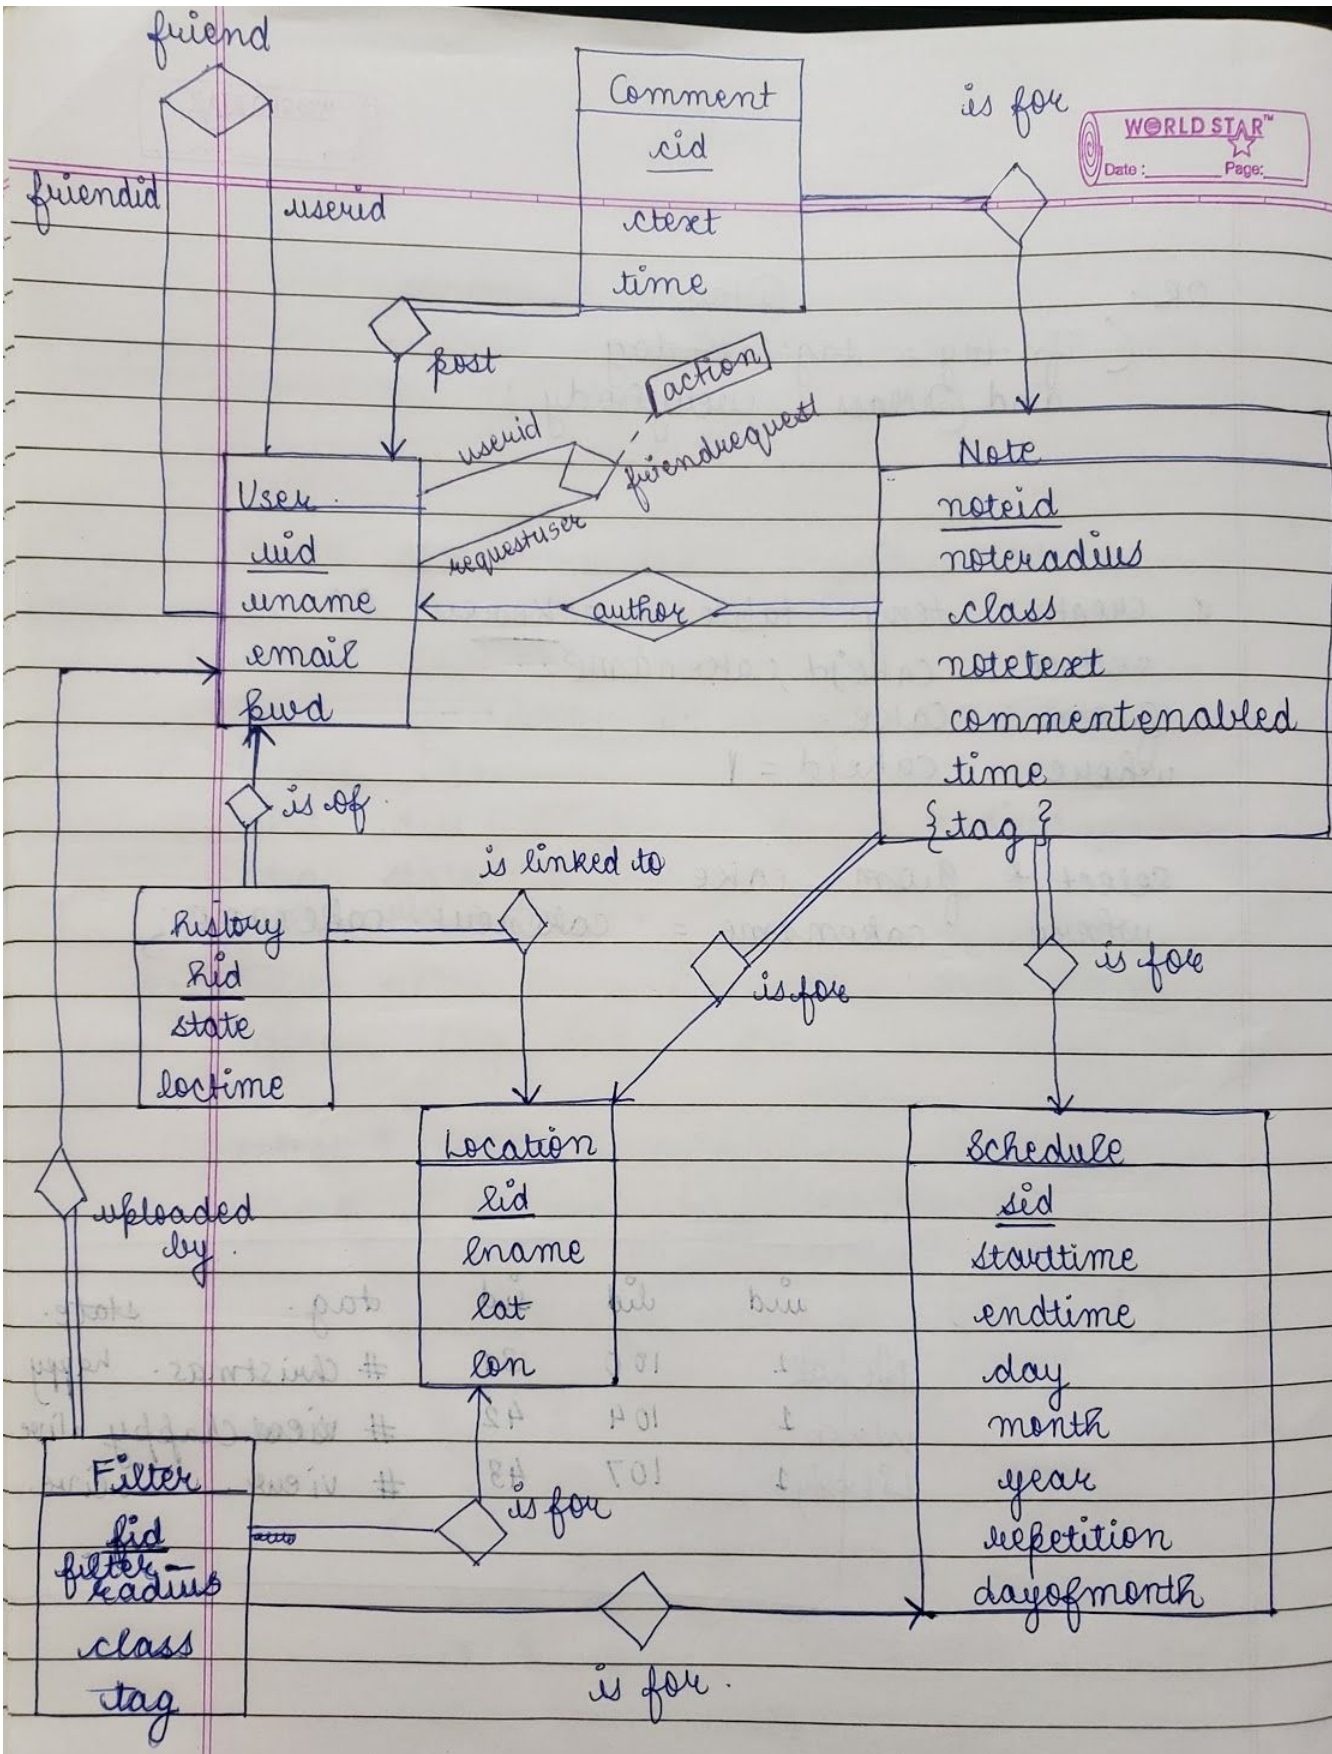 friend
friendid
userid
Comment
cid
ctext
time
is for
WORLD STAR™
Date :
Page:
post
action
userid
friendrequest
requestuser
User
uid
uname
email
pwd
author
Note
noteid
noteradius
class
notetext
commentenabled
time
{tag}
is of
is linked to
history
hid
state
loctime
is for
is for
uploaded
by.
Location
lid
lname
lat
lon
Schedule
sid
starttime
endtime
day
month
year
repetition
dayofmonth
Filter
fid
filter-
radius
class
tag
is for
is for.